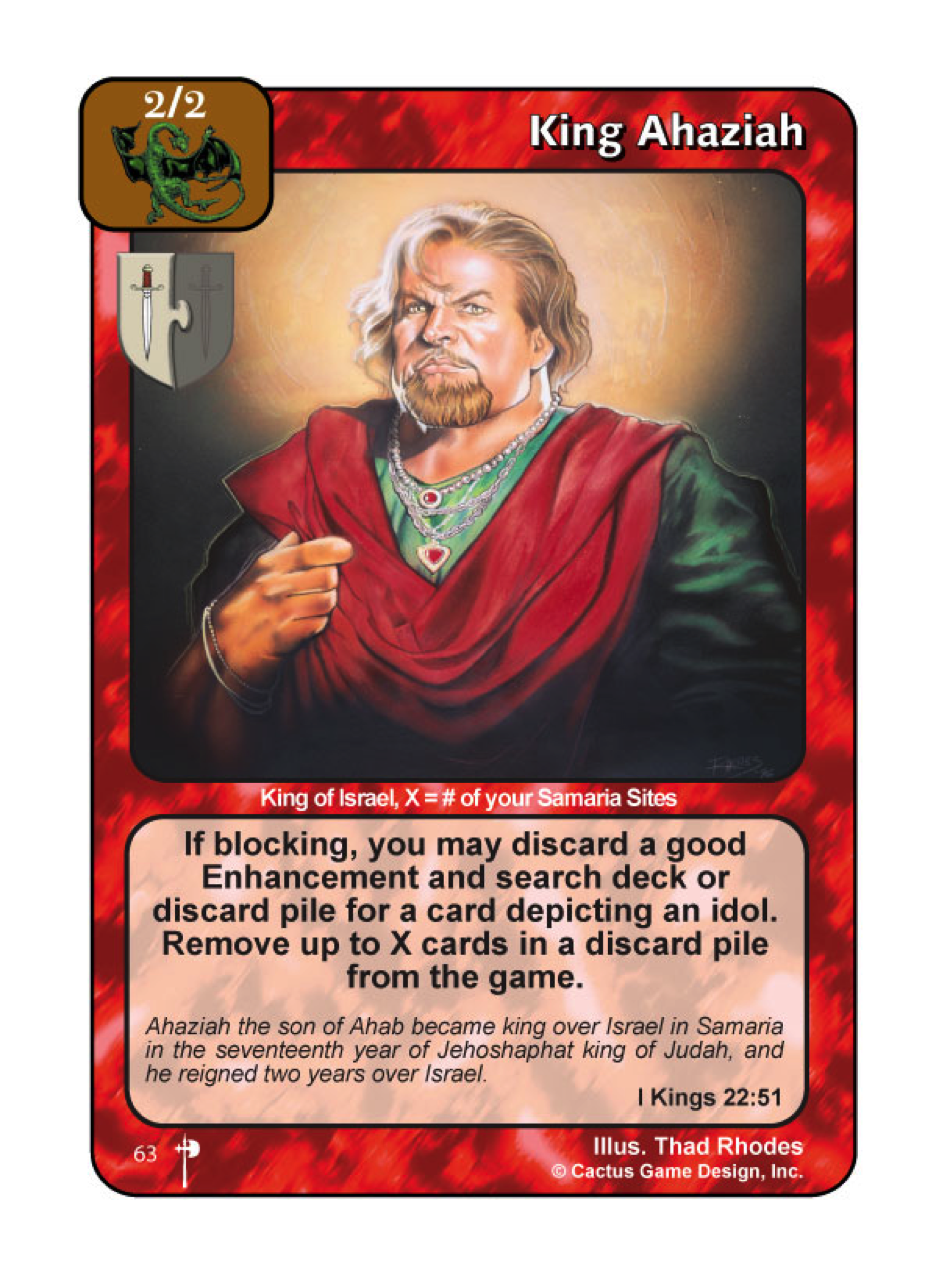 2/2
King Ahaziah
King of Israel, X = # of your Samaria Sites
If blocking, you may discard a good
Enhancement and search deck or
discard pile for a card depicting an idol.
Remove up to X cards in a discard pile
from the game.
Ahaziah the son of Ahab became king over Israel in Samaria
in the seventeenth year of Jehoshaphat king of Judah, and
he reigned two years over Israel.
I Kings 22:51
63
Illus. Thad Rhodes
© Cactus Game Design, Inc.